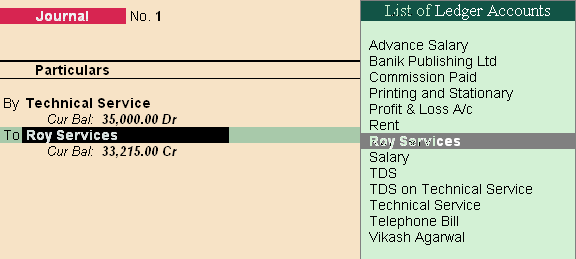 Journal No. 1
Particulars
By Technical Service
Cur Bal: 35,000.00 Dr
To Roy Services
Cur Bal: 33,215.00 Cr
List of Ledger Accounts
Advance Salary
Banik Publishing Ltd
Commission Paid
Printing and Stationary
Profit & Loss A/c
Rent
Roy Services
Salary
TDS
TDS on Technical Service
Technical Service
Telephone Bill
Vikash Agarwal